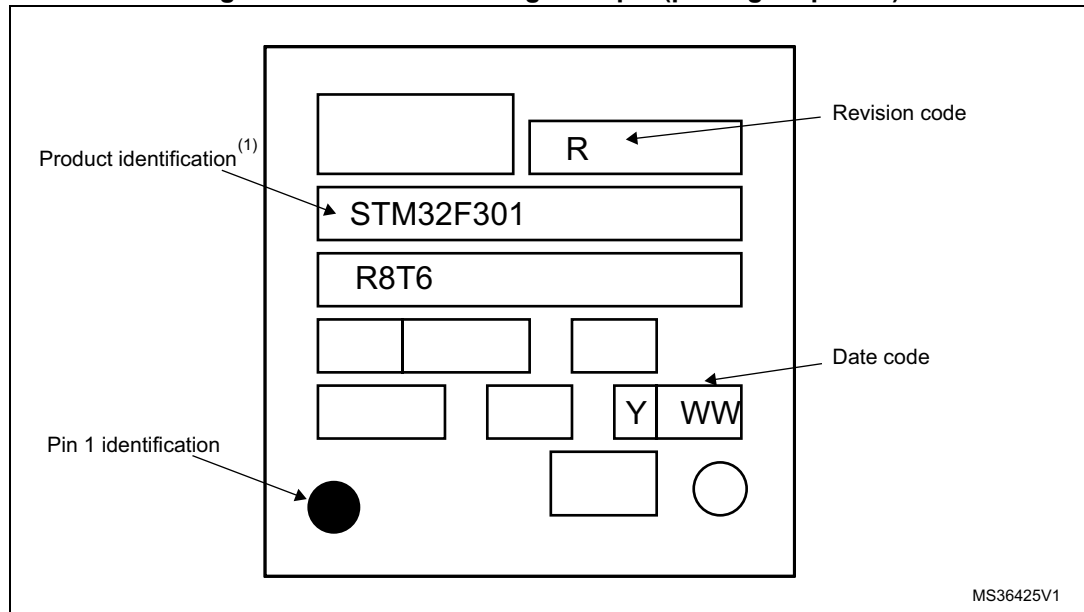 Revision code
R
Product identification(1)
STM32F301
R8T6
Date code
Y WW
Pin 1 identification
MS36425V1